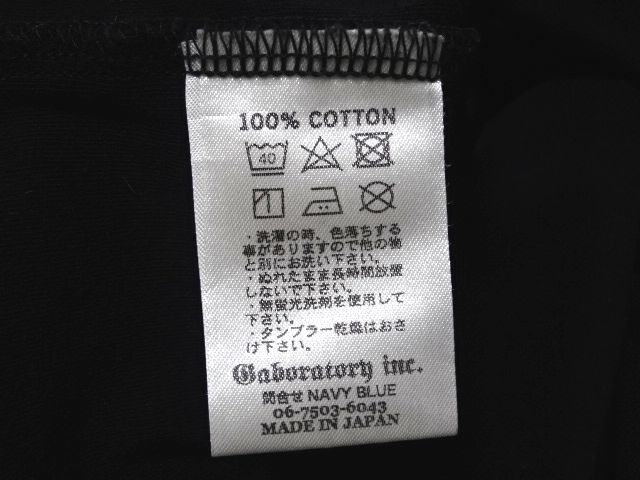 100% COTTON
40
・洗濯の時、色落ちする
事がありますので他の物
と別にお洗い下さい。
・ぬれたまま長時間放置
しないで下さい。
・無蛍光洗剤を使用して
下さい。
・タンブラー乾燥はおさ
け下さい。
Gaboratory inc.
問合せ NAVY BLUE
06-7503-6043
MADE IN JAPAN